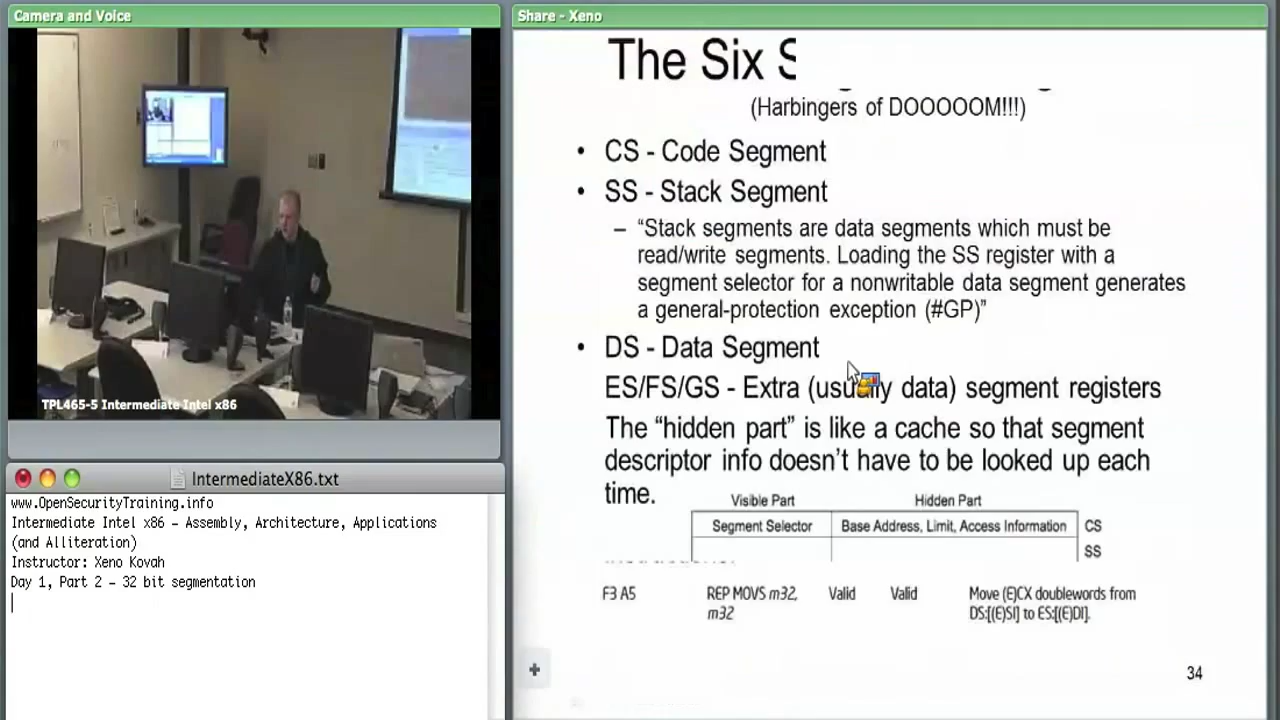 Camera and Voice
TPL465-5 Intermediate Intel x86
IntermediateX86.txt
www.OpenSecurityTraining.info
Intermediate Intel x86 – Assembly, Architecture, Applications
(and Alliteration)
Instructor: Xeno Kovah
Day 1, Part 2 – 32 bit segmentation
Share - Xeno
The Six S
(Harbingers of DOOOOOM!!!)
• CS - Code Segment
• SS - Stack Segment
– “Stack segments are data segments which must be
read/write segments. Loading the SS register with a
segment selector for a nonwritable data segment generates
a general-protection exception (#GP)”
• DS - Data Segment
ES/FS/GS - Extra (usually data) segment registers
The “hidden part” is like a cache so that segment
descriptor info doesn’t have to be looked up each
time.
Visible Part Hidden Part
Segment Selector Base Address, Limit, Access Information CS
SS
F3 A5 REP MOVS m32, Valid Valid Move (E)CX doublewords from
m32 DS:[(E)SI] to ES:[(E)DI].
34